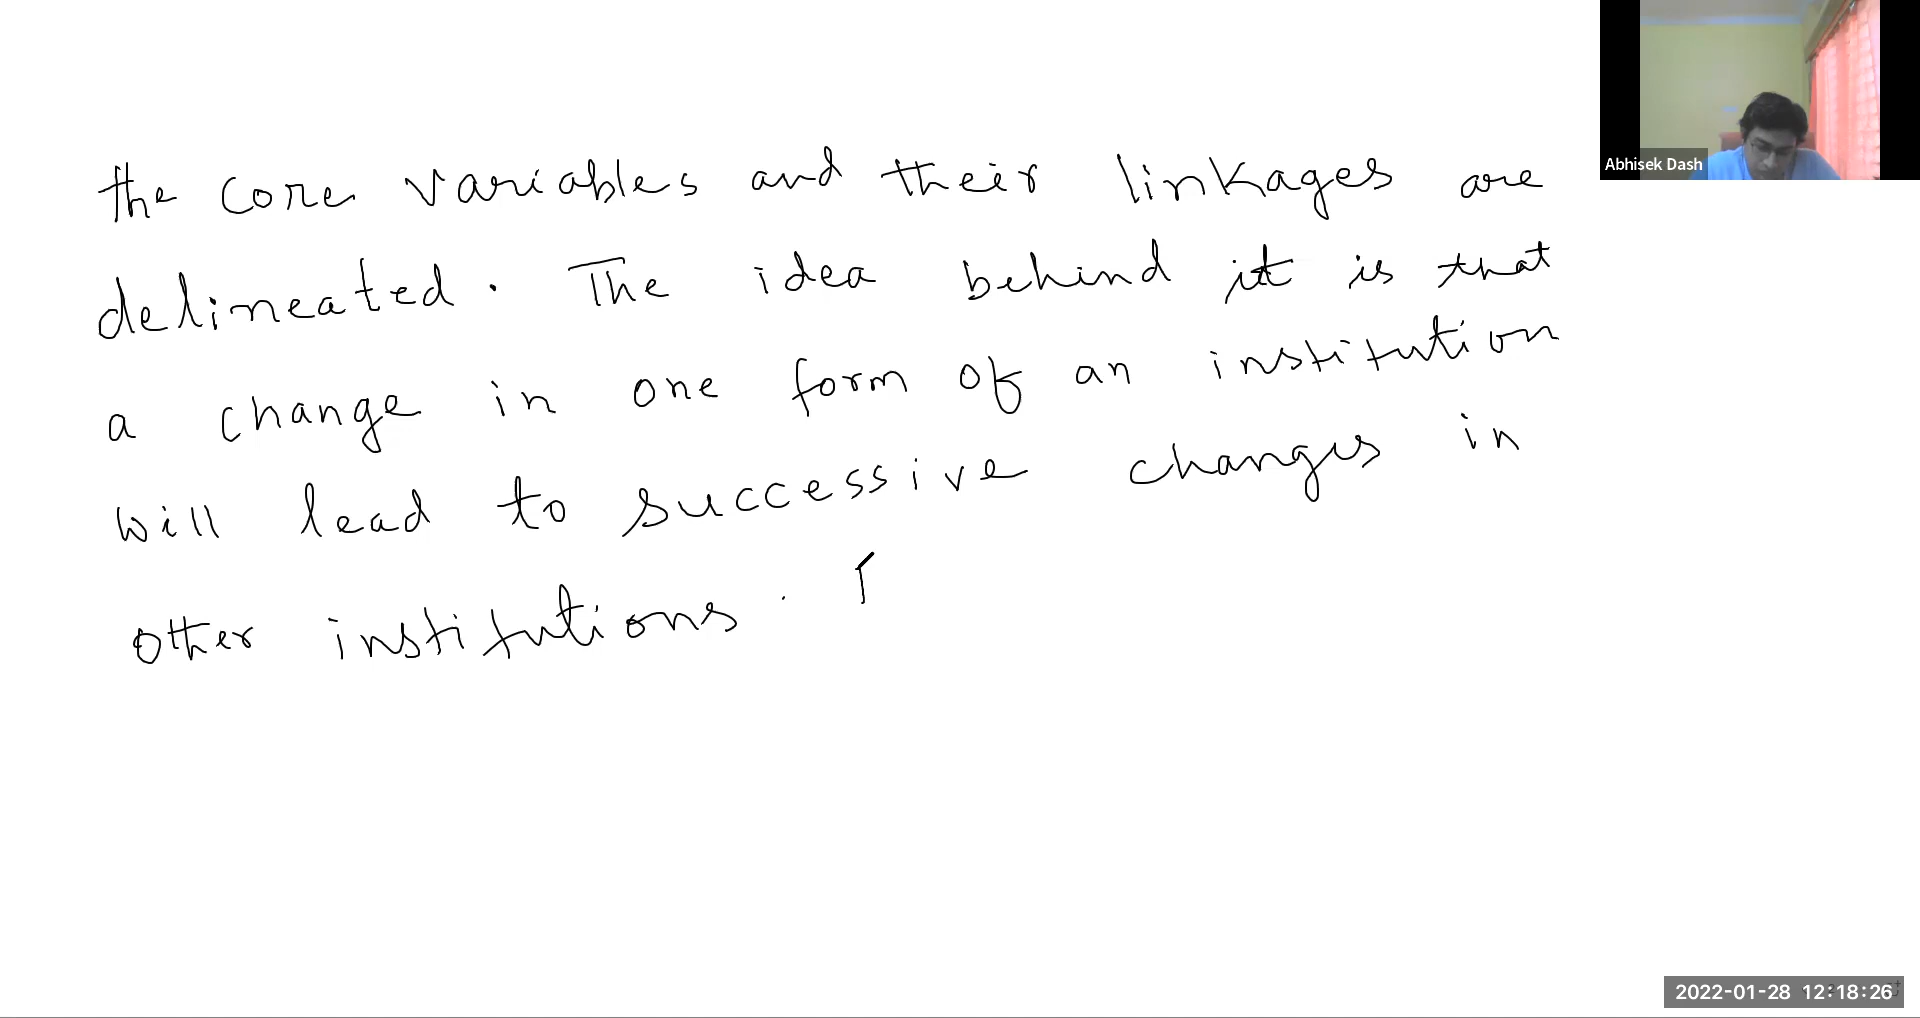 the core variables and their linkages are
delineated. The idea behind it is that
a change in one form of an institution
will lead to successive changes in
other institutions.
Abhisek Dash
2022-01-28 12:18:26